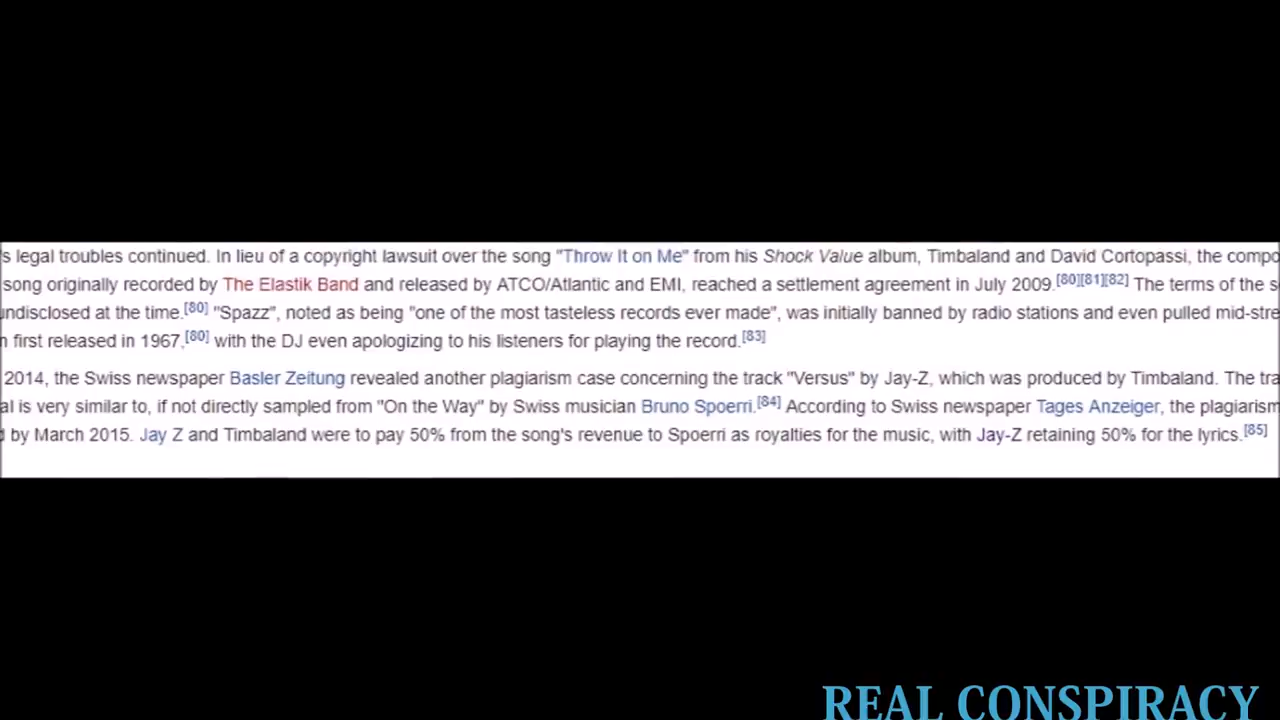 's legal troubles continued. In lieu of a copyright lawsuit over the song "Throw It on Me" from his Shock Value album, Timbaland and David Cortopassi, the compo
song originally recorded by The Elastik Band and released by ATCO/Atlantic and EMI, reached a settlement agreement in July 2009.[80][81][82] The terms of the s
undisclosed at the time.[80] "Spazz", noted as being "one of the most tasteless records ever made", was initially banned by radio stations and even pulled mid-stre
first released in 1967,[80] with the DJ even apologizing to his listeners for playing the record.[83]
2014, the Swiss newspaper Basler Zeitung revealed another plagiarism case concerning the track "Versus" by Jay-Z, which was produced by Timbaland. The tra
al is very similar to, if not directly sampled from "On the Way" by Swiss musician Bruno Spoerri.[84] According to Swiss newspaper Tages Anzeiger, the plagiarism
by March 2015. Jay Z and Timbaland were to pay 50% from the song's revenue to Spoerri as royalties for the music, with Jay-Z retaining 50% for the lyrics.[85]
REAL CONSPIRACY